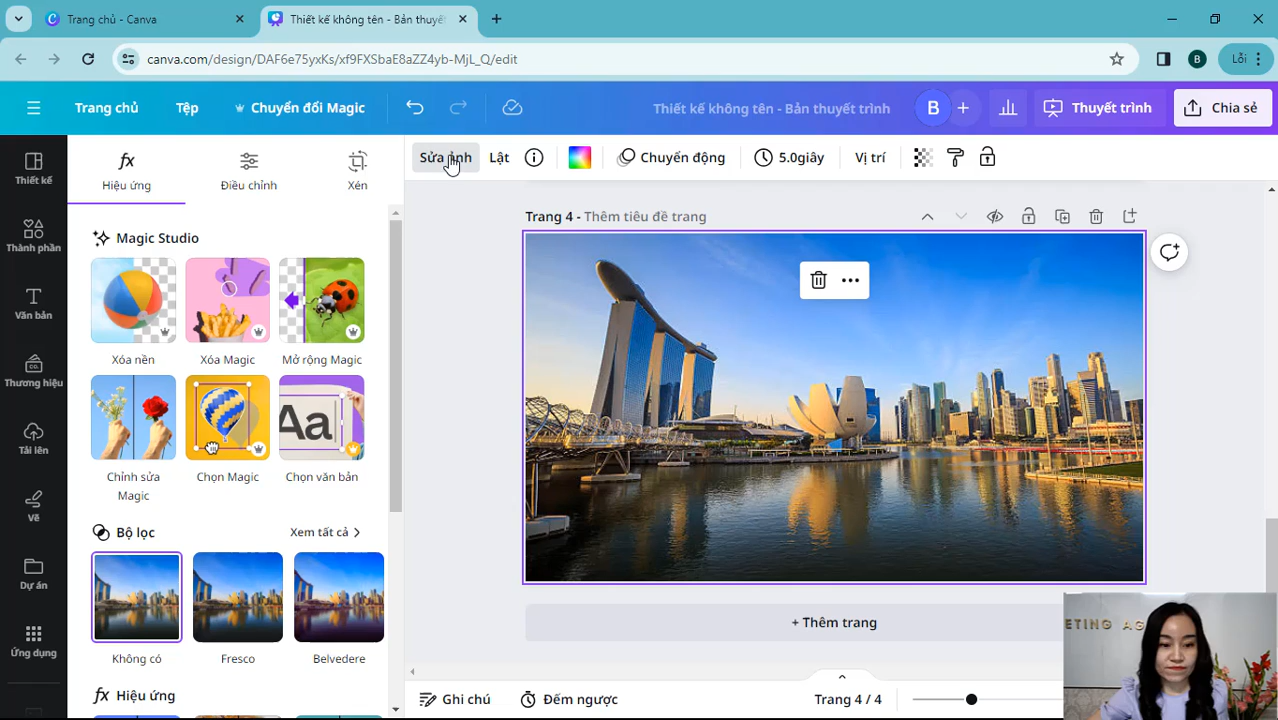 Trang chủ - Canva
Thiết kế không tên - Bản thuyết
canva.com/design/DAF6e75yxKs/xf9FXSbaE8aZZ4yb-MjL_Q/edit
B
Lỗi
Trang chủ
Tệp
Chuyển đổi Magic
Thiết kế không tên - Bản thuyết trình
B
Thuyết trình
Chia sẻ
Thiết kế
Thành phần
Văn bản
Thương hiệu
Tải lên
Vẽ
Dự án
Ứng dụng
fx
Hiệu ứng
Điều chỉnh
Xén
Magic Studio
Xóa nền
Xóa Magic
Mở rộng Magic
Aa
Chỉnh sửa
Magic
Chọn Magic
Chọn văn bản
Bộ lọc
Xem tất cả
Không có
Fresco
Belvedere
fx Hiệu ứng
Sửa ảnh
Lật
Chuyển động
5.0giây
Vị trí
Trang 4 - Thêm tiêu đề trang
+ Thêm trang
Ghi chú
Đếm ngược
Trang 4 / 4
ETING AG